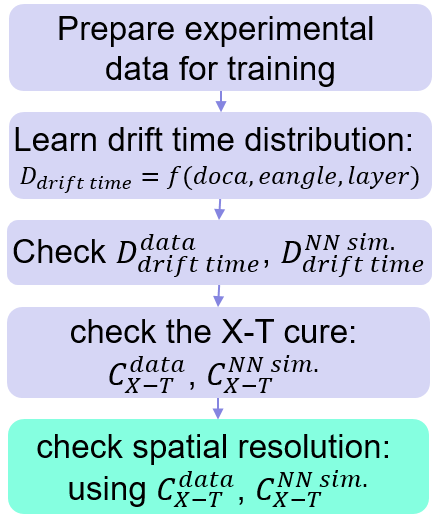 Prepare experimental
data for training
Learn drift time distribution:
D_{drift time} = f(doca, eangle, layer)
Check D_{drift time}^{data}, D_{drift time}^{NN sim.}
check the X-T cure:
C_{X-T}^{data}, C_{X-T}^{NN sim.}
check spatial resolution:
using C_{X-T}^{data}, C_{X-T}^{NN sim.}